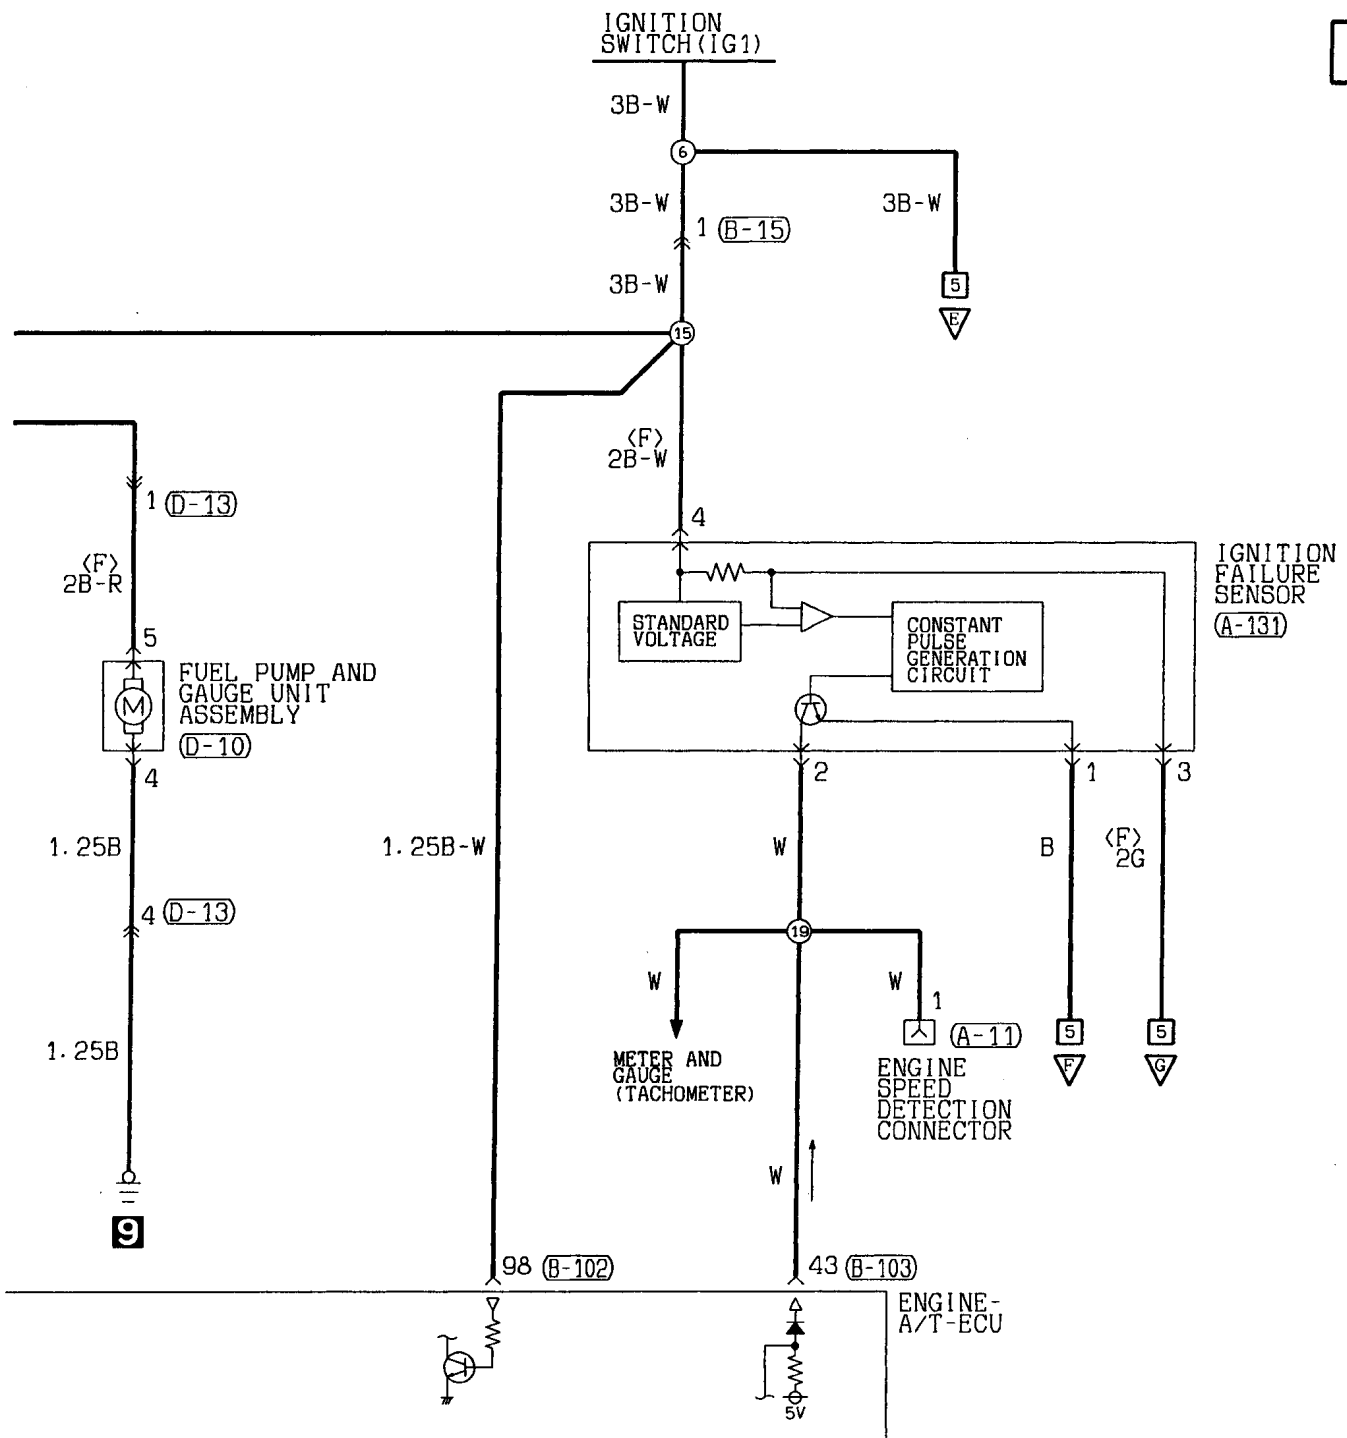 IGNITION
SWITCH(IG1)
3B-W
6
3B-W
3B-W
1 (B-15)
3B-W
5
E
15
<F>
2B-W
1 (D-13)
4
<F>
2B-R
IGNITION
FAILURE
SENSOR
(A-131)
STANDARD
VOLTAGE
CONSTANT
PULSE
GENERATION
CIRCUIT
5
FUEL PUMP AND
GAUGE UNIT
ASSEMBLY
(D-10)
M
4
2
1
3
1.25B
1.25B-W
W
B
<F>
2G
4 (D-13)
19
W
W
1
5
5
(A-11)
F
G
1.25B
METER AND
GAUGE
(TACHOMETER)
ENGINE
SPEED
DETECTION
CONNECTOR
W
9
98 (B-102)
43 (B-103)
ENGINE-
A/T-ECU
5V